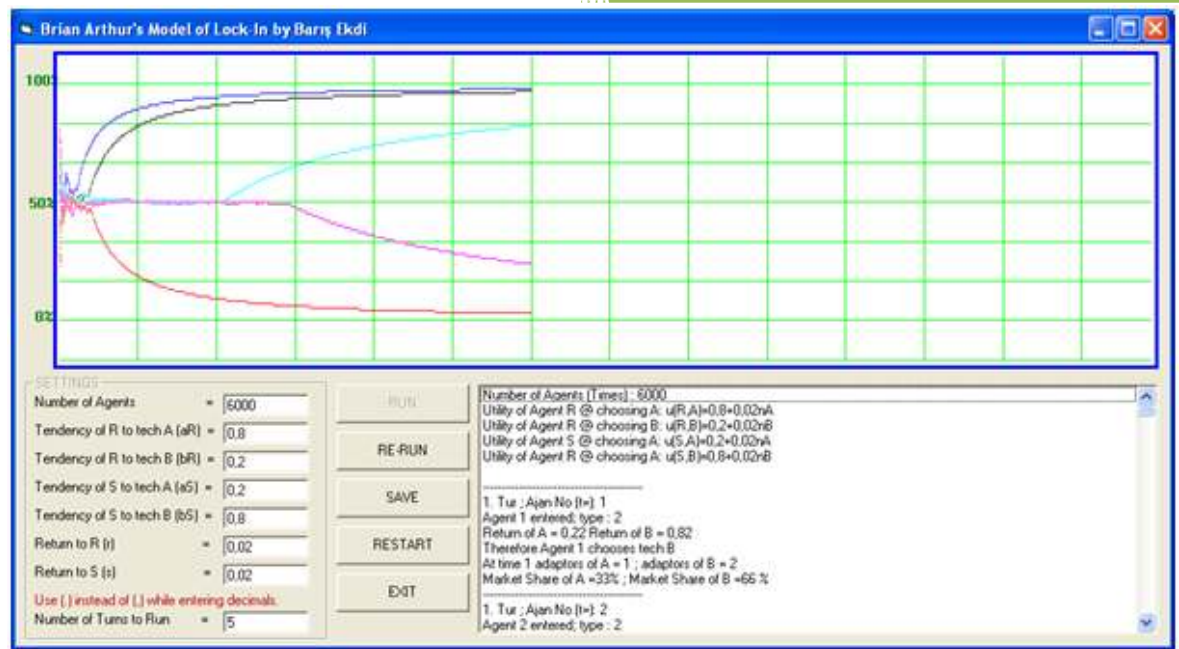 Brian Arthur's Model of Lock-In by Barış Ekdi
100%
50%
0%
SETTINGS
Number of Agents = 6000
Tendency of R to tech A (aR) = 0,8
Tendency of R to tech B (bR) = 0,2
Tendency of S to tech A (aS) = 0,2
Tendency of S to tech B (bS) = 0,8
Return to R (r) = 0,02
Return to S (s) = 0,02
Use (,) instead of (.) while entering decimals.
Number of Turns to Run = 5
RUN
RE-RUN
SAVE
RESTART
EXIT
Number of Agents (Times) : 6000
Utility of Agent R @ choosing A: u(R,A)=0,8+0,02nA
Utility of Agent R @ choosing B: u(R,B)=0,2+0,02nB
Utility of Agent S @ choosing A: u(S,A)=0,2+0,02nA
Utility of Agent R @ choosing B: u(S,B)=0,8+0,02nB
------------------------------------
1. Tur ; Ajan No (t=): 1
Agent 1 entered; type : 2
Return of A = 0,22 Return of B = 0,82
Therefore Agent 1 chooses tech B
At time 1 adaptors of A = 1 ; adaptors of B = 2
Market Share of A =33% ; Market Share of B =66 %
------------------------------------
1. Tur ; Ajan No (t=): 2
Agent 2 entered; type : 2